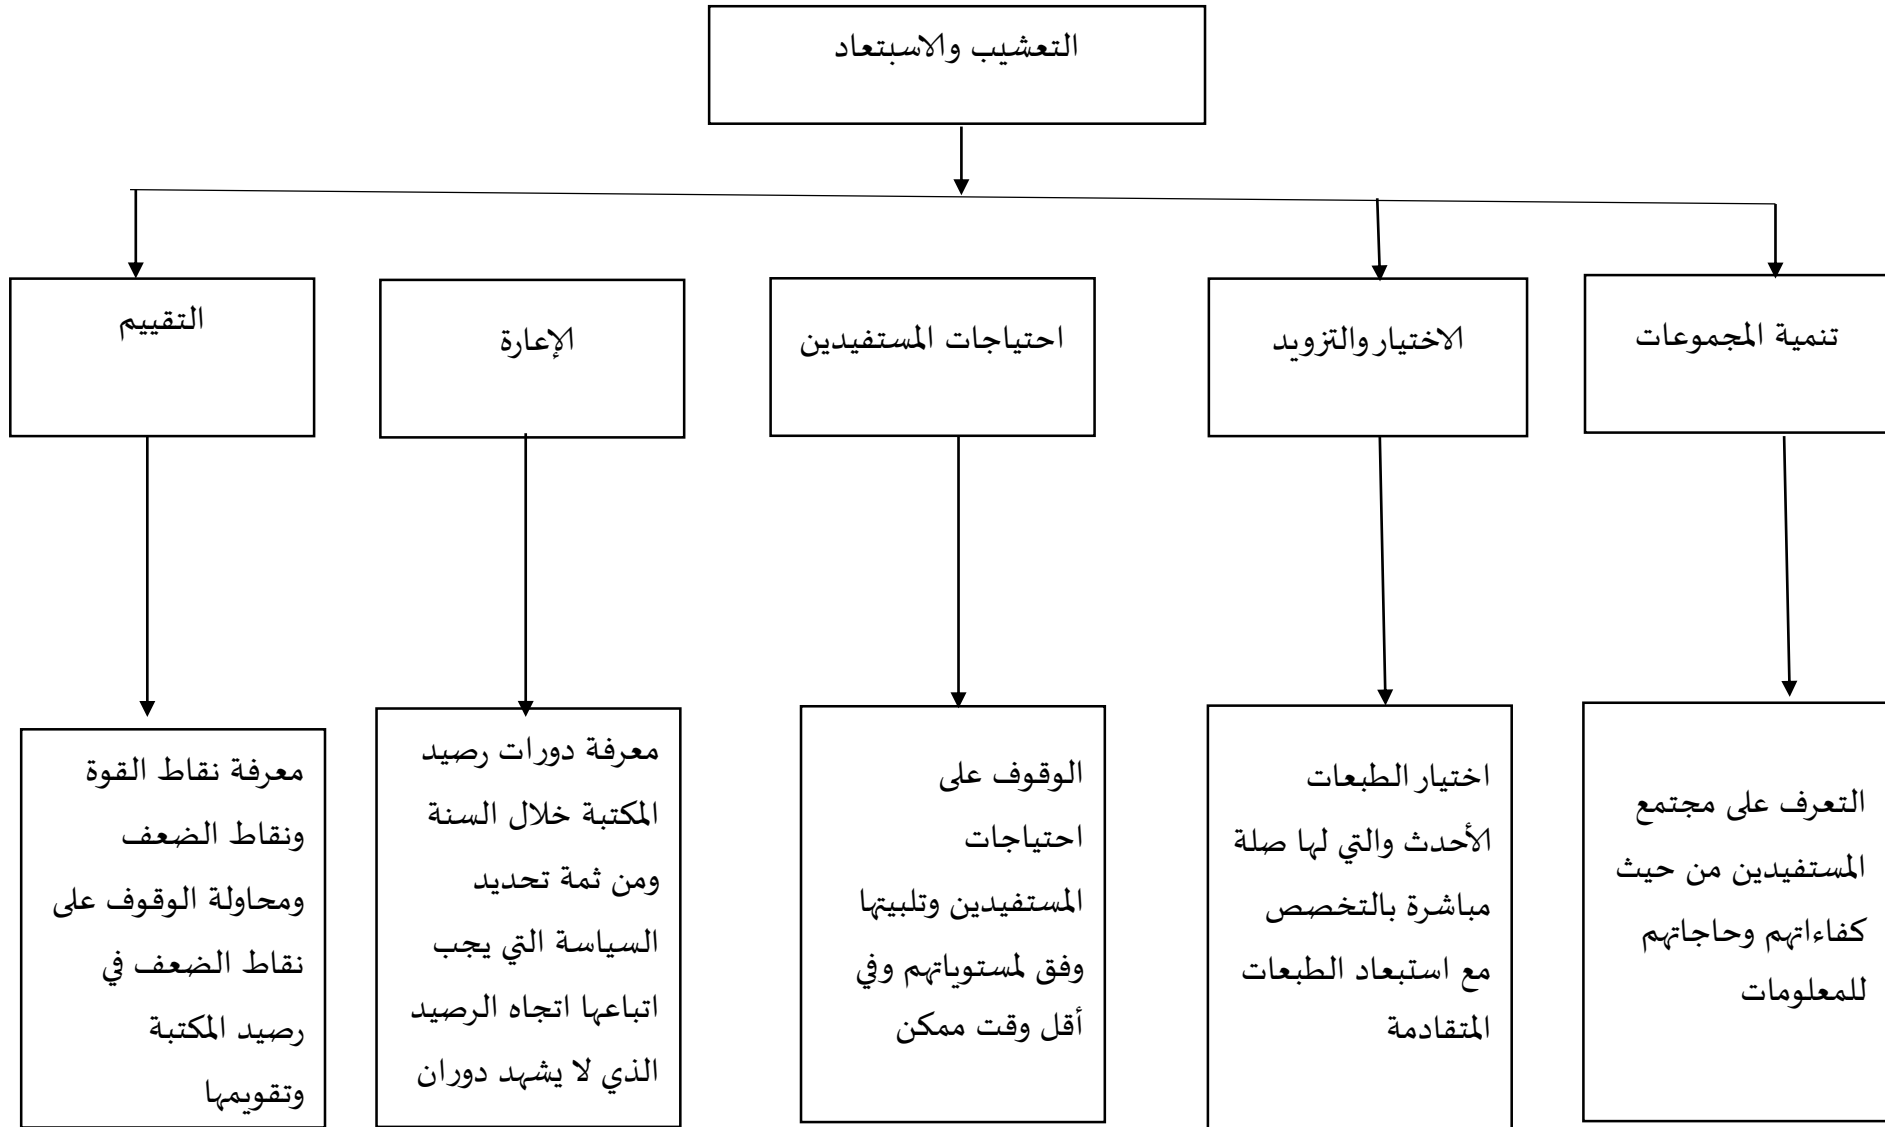 التعشيب والاسبتعاد
تنمية المجموعات
الاختيار والتزويد
احتياجات المستفيدين
الإعارة
التقييم
التعرف على مجتمع
المستفيدين من حيث
كفاءاتهم وحاجاتهم
للمعلومات
اختيار الطبعات
الأحدث والتي لها صلة
مباشرة بالتخصص
مع استبعاد الطبعات
المتقادمة
الوقوف على
احتياجات
المستفيدين وتلبيتها
وفق لمستوياتهم وفي
أقل وقت ممكن
معرفة دورات رصيد
المكتبة خلال السنة
ومن ثمة تحديد
السياسة التي يجب
اتباعها اتجاه الرصيد
الذي لا يشهد دوران
معرفة نقاط القوة
ونقاط الضعف
ومحاولة الوقوف على
نقاط الضعف في
رصيد المكتبة
وتقويمها